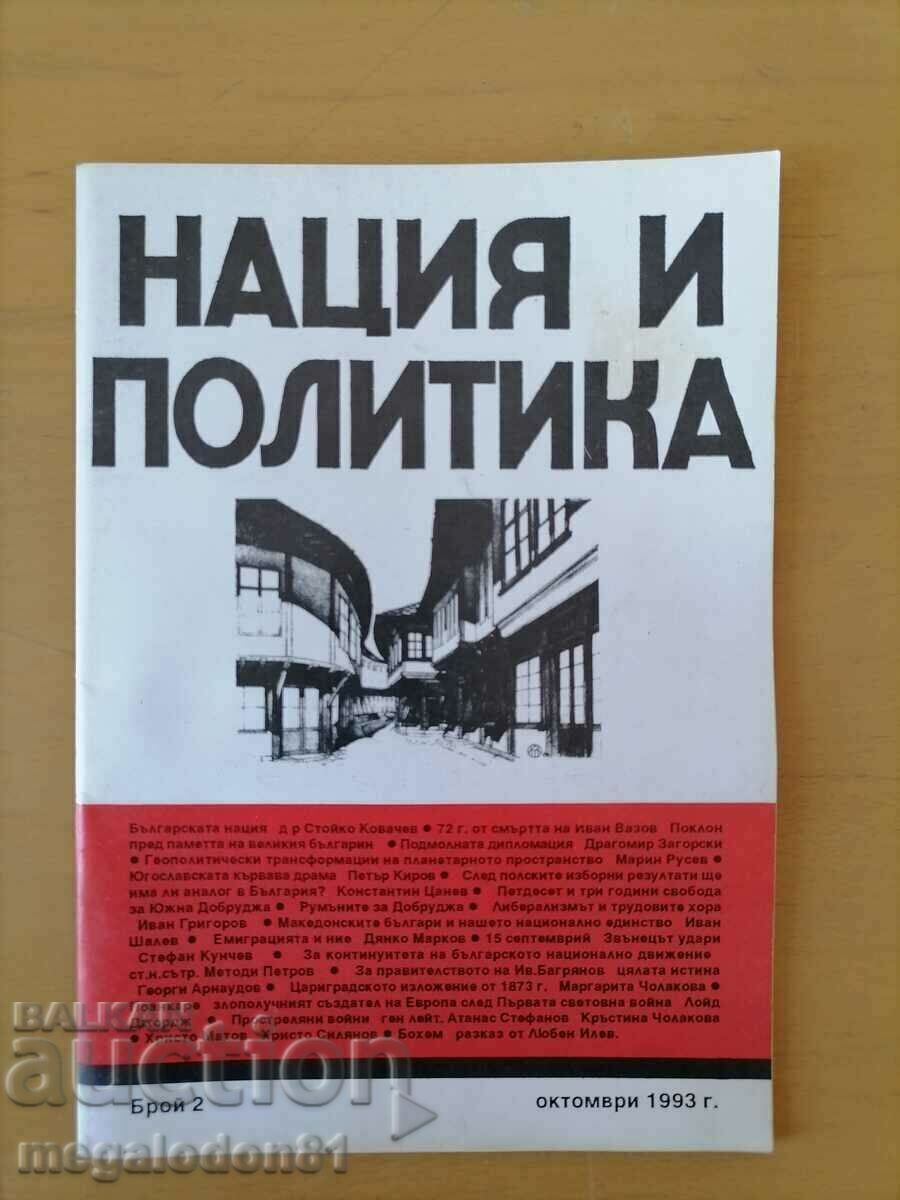 НАЦИЯ И
ПОЛИТИКА
Българската нация д р Стойко Ковачев ● 72 г. от смъртта на Иван Вазов Поклон
пред паметта на великия българин ● Подмолната дипломация Драгомир Загорски
● Геополитически трансформации на планетарното пространство Марин Русев ●
Югославската кървава драма Петър Киров ● След полските изборни резултати ще
има ли аналог в България? Константин Цанев ● Петдесет и три години свобода
за Южна Добруджа ● Румъните за Добруджа ● Либерализмът и трудовите хора
Иван Григоров ● Македонските българи и нашето национално единство Иван
Шалев ● Емиграцията и ние Дянко Марков ● 15 септемврий Звънецът удари
Стефан Кунчев ● За континуитета на българското национално движение
ст.н.сътр. Методи Петров ● За правителството на Ив.Багрянов цялата истина
Георги Арнаудов ● Цариградското изложение от 1873 г. Маргарита Чолакова ●
злополучният създател на Европа след Първата световна война Лойд
Джордж ● Простреляни войни ген лейт. Атанас Стефанов Кръстина Чолакова
● Христо Матов Христо Силянов ● Бохем разказ от Любен Илев.
Брой 2 октомври 1993 г.
BALKAN
auction
megalodon81